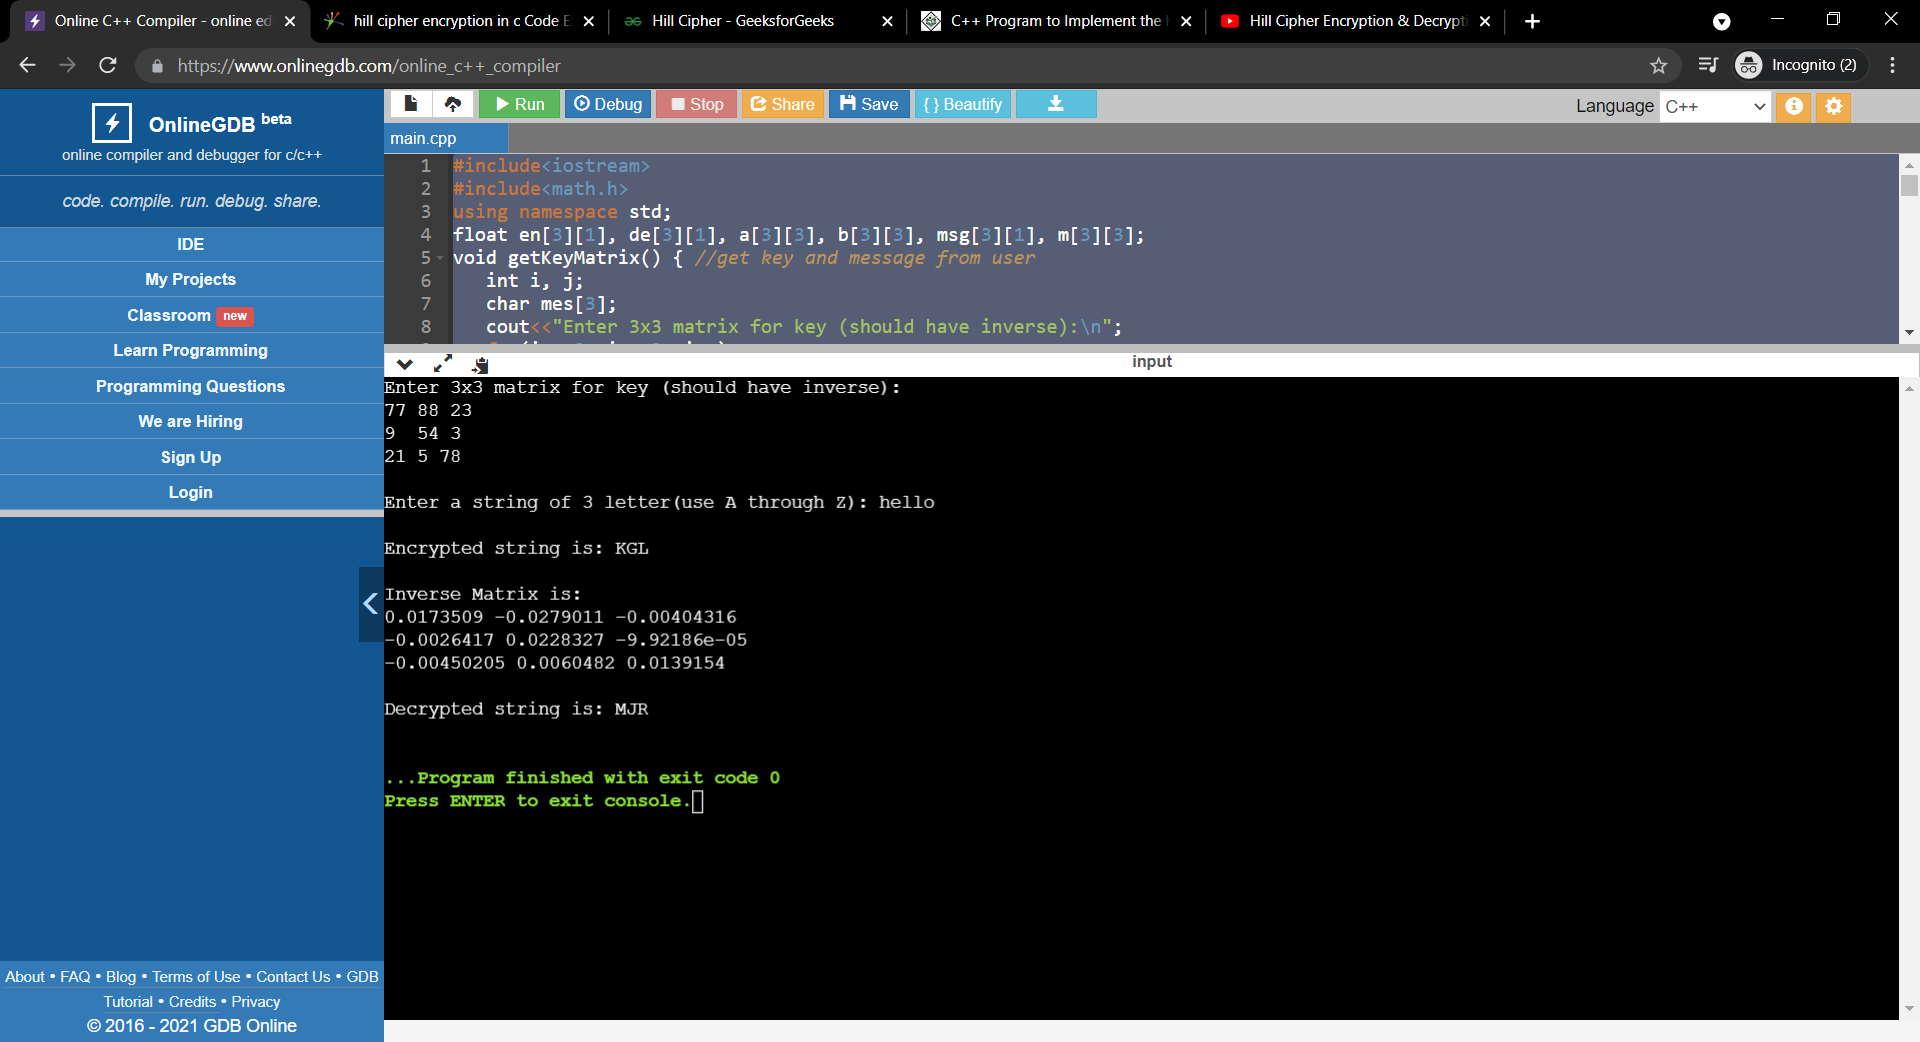 Online C++ Compiler - online ed
hill cipher encryption in c Code E
Hill Cipher - GeeksforGeeks
C++ Program to Implement the H
Hill Cipher Encryption & Decrypti
https://www.onlinegdb.com/online_c++_compiler
Incognito (2)
OnlineGDB beta
online compiler and debugger for c/c++
code. compile. run. debug. share.
IDE
My Projects
Classroom new
Learn Programming
Programming Questions
We are Hiring
Sign Up
Login
About • FAQ • Blog • Terms of Use • Contact Us • GDB
Tutorial • Credits • Privacy
© 2016 - 2021 GDB Online
Run Debug Stop Share Save {} Beautify
Language C++
main.cpp
1 #include<iostream>
2 #include<math.h>
3 using namespace std;
4 float en[3][1], de[3][1], a[3][3], b[3][3], msg[3][1], m[3][3];
5 void getKeyMatrix() { //get key and message from user
6 int i, j;
7 char mes[3];
8 cout<<"Enter 3x3 matrix for key (should have inverse):\n";
input
Enter 3x3 matrix for key (should have inverse):
77 88 23
9 54 3
21 5 78
Enter a string of 3 letter(use A through Z): hello
Encrypted string is: KGL
Inverse Matrix is:
0.0173509 -0.0279011 -0.00404316
-0.0026417 0.0228327 -9.92186e-05
-0.00450205 0.0060482 0.0139154
Decrypted string is: MJR
...Program finished with exit code 0
Press ENTER to exit console.